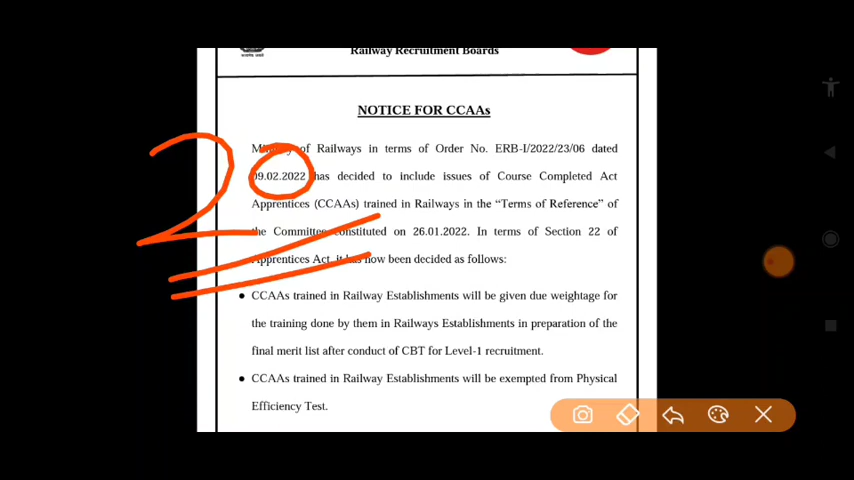 Railway Recruitment Boards
NOTICE FOR CCAAs
Ministry of Railways in terms of Order No. ERB-I/2022/23/06 dated
09.02.2022 has decided to include issues of Course Completed Act
Apprentices (CCAAs) trained in Railways in the “Terms of Reference” of
the Committee constituted on 26.01.2022. In terms of Section 22 of
Apprentices Act, it has now been decided as follows:
● CCAAs trained in Railway Establishments will be given due weightage for
the training done by them in Railways Establishments in preparation of the
final merit list after conduct of CBT for Level-1 recruitment.
● CCAAs trained in Railway Establishments will be exempted from Physical
Efficiency Test.
2